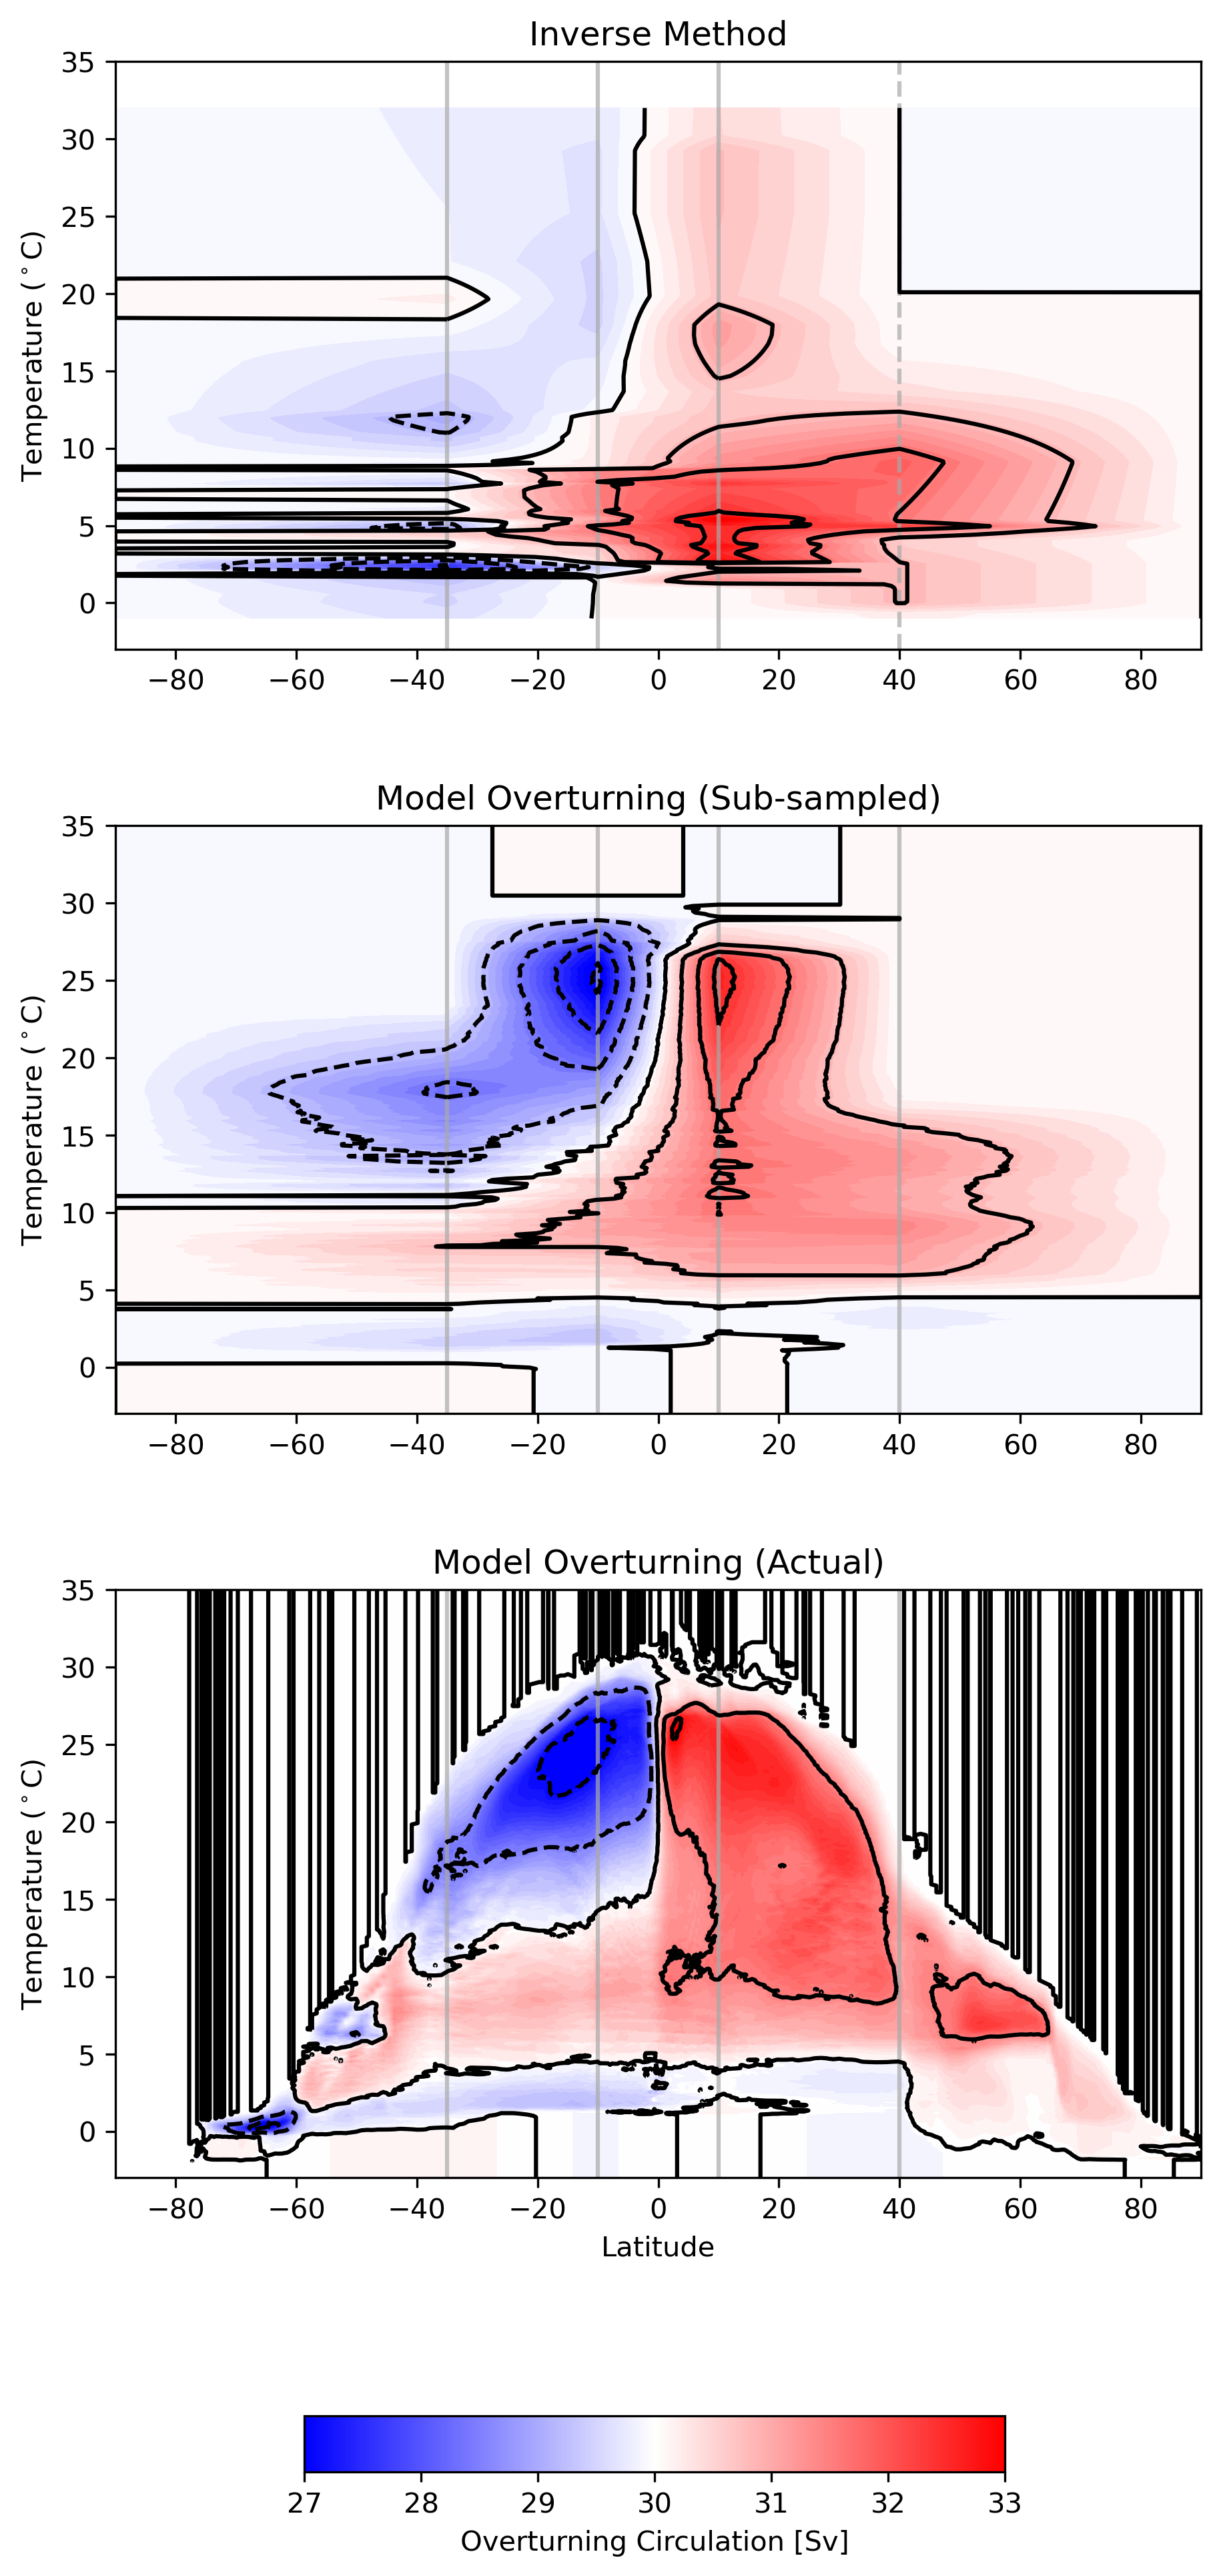 Inverse Method
35
30
25
20
15
10
5
0
Temperature (°C)
−80 −60 −40 −20 0 20 40 60 80
Model Overturning (Sub-sampled)
35
30
25
20
15
10
5
0
Temperature (°C)
−80 −60 −40 −20 0 20 40 60 80
Model Overturning (Actual)
35
30
25
20
15
10
5
0
Temperature (°C)
−80 −60 −40 −20 0 20 40 60 80
Latitude
27 28 29 30 31 32 33
Overturning Circulation [Sv]